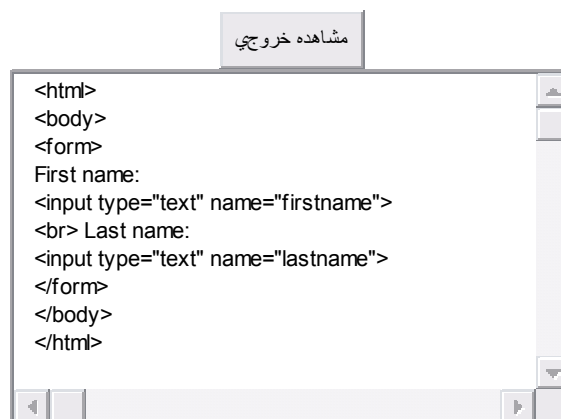 مشاهده خروجي
<html>
<body>
<form>
First name:
<input type="text" name="firstname">
<br> Last name:
<input type="text" name="lastname">
</form>
</body>
</html>